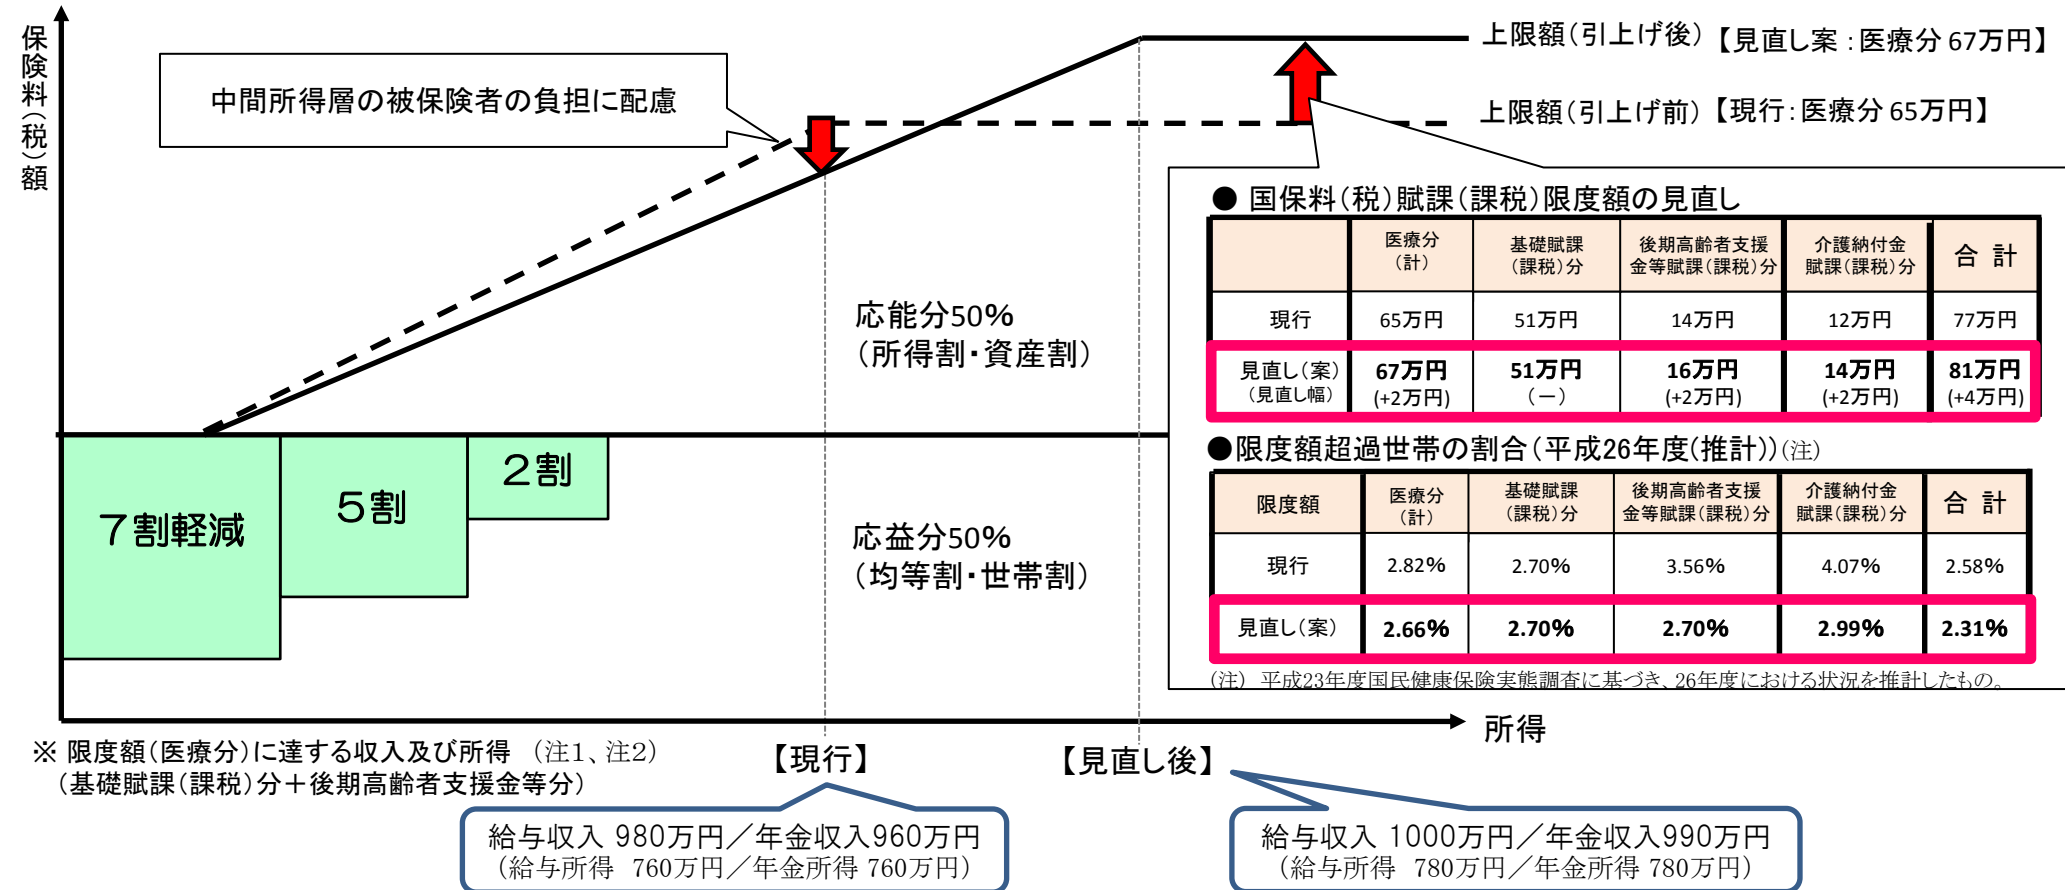 保険料(税)額
中間所得層の被保険者の負担に配慮
上限額(引上げ後)【見直し案:医療分 67万円】
上限額(引上げ前)【現行:医療分 65万円】
● 国保料(税)賦課(課税)限度額の見直し
医療分(計) 基礎賦課(課税)分 後期高齢者支援金等賦課(課税)分 介護納付金賦課(課税)分 合 計
現行 65万円 51万円 14万円 12万円 77万円
見直し(案) 67万円 51万円 16万円 14万円 81万円
(見直し幅) (+2万円) (-) (+2万円) (+2万円) (+4万円)
●限度額超過世帯の割合(平成26年度(推計))(注)
限度額 医療分(計) 基礎賦課(課税)分 後期高齢者支援金等賦課(課税)分 介護納付金賦課(課税)分 合 計
現行 2.82% 2.70% 3.56% 4.07% 2.58%
見直し(案) 2.66% 2.70% 2.70% 2.99% 2.31%
(注) 平成23年度国民健康保険実態調査に基づき、26年度における状況を推計したもの。
応能分50%
(所得割・資産割)
7割軽減
5割
2割
応益分50%
(均等割・世帯割)
所得
※ 限度額(医療分)に達する収入及び所得 (注1、注2)
(基礎賦課(課税)分+後期高齢者支援金等分)
【現行】
【見直し後】
給与収入 980万円/年金収入960万円
(給与所得 760万円/年金所得 760万円)
給与収入 1000万円/年金収入990万円
(給与所得 780万円/年金所得 780万円)